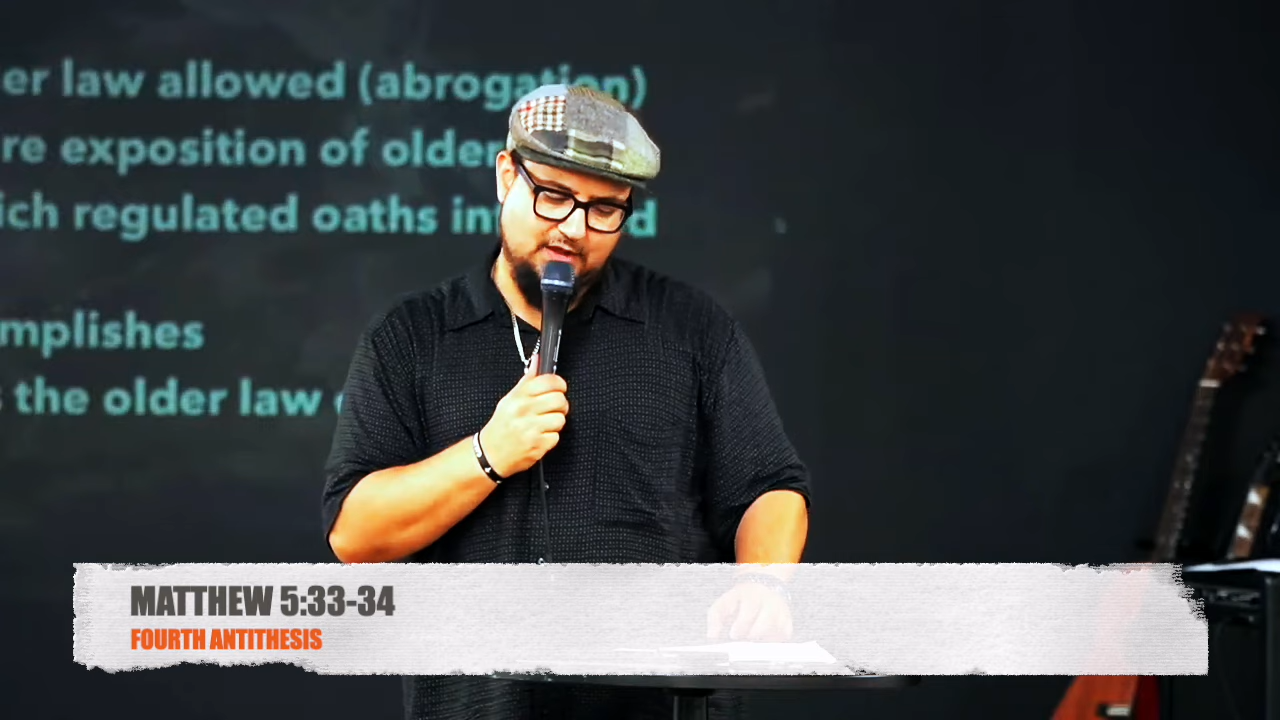 er law allowed (abrogation)
re exposition of older
ich regulated oaths
mplishes
the older law
MATTHEW 5:33-34
FOURTH ANTITHESIS